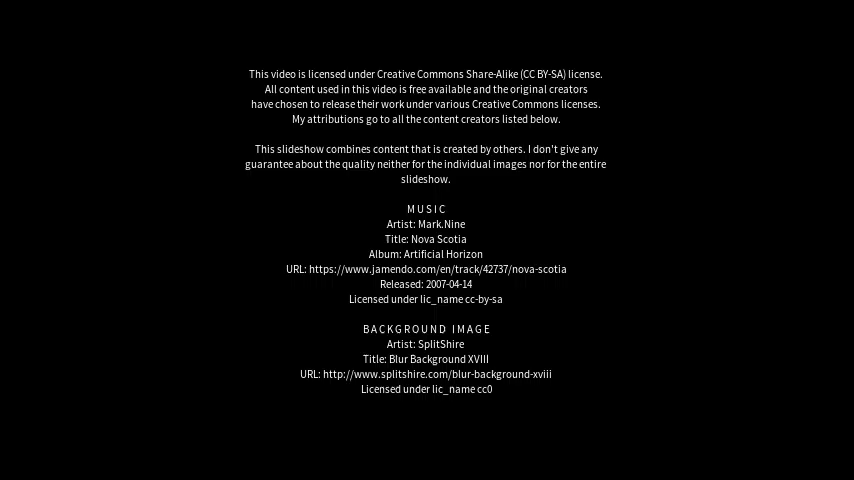 This video is licensed under Creative Commons Share-Alike (CC BY-SA) license.
All content used in this video is free available and the original creators
have chosen to release their work under various Creative Commons licenses.
My attributions go to all the content creators listed below.
This slideshow combines content that is created by others. I don't give any
guarantee about the quality neither for the individual images nor for the entire
slideshow.
MUSIC
Artist: Mark.Nine
Title: Nova Scotia
Album: Artificial Horizon
URL: https://www.jamendo.com/en/track/42737/nova-scotia
Released: 2007-04-14
Licensed under lic_name cc-by-sa
BACKGROUND IMAGE
Artist: SplitShire
Title: Blur Background XVIII
URL: http://www.splitshire.com/blur-background-xviii
Licensed under lic_name cc0